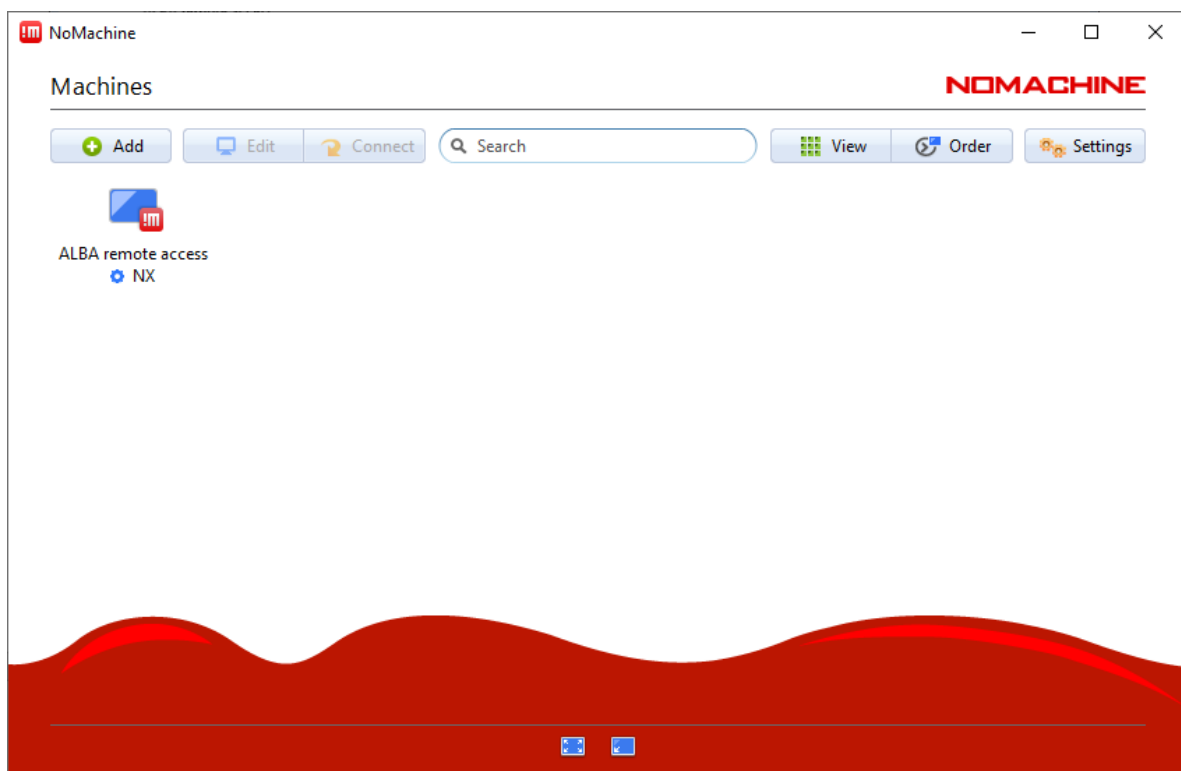 NoMachine
Machines
NOMACHINE
Add
Edit
Connect
Search
View
Order
Settings
!M
ALBA remote access
NX